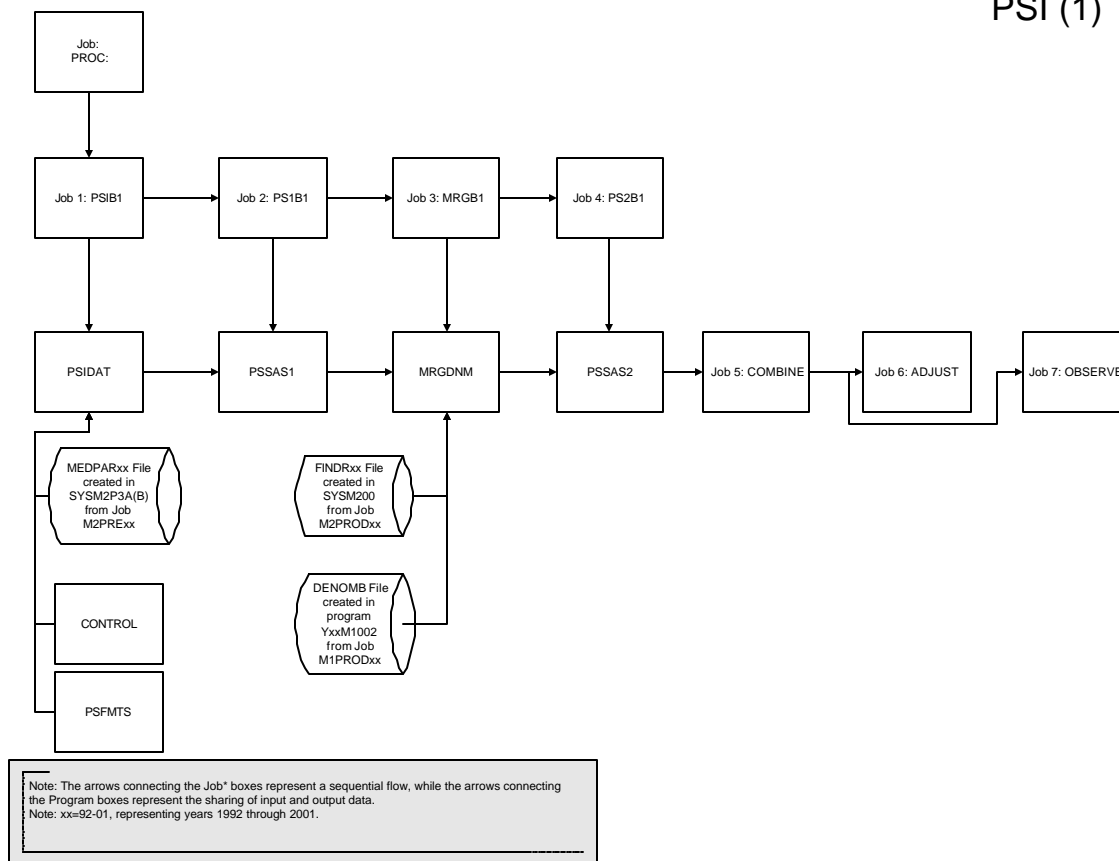 PSI (1)
Job:
PROC:
Job 1: PSIB1
Job 2: PS1B1
Job 3: MRGB1
Job 4: PS2B1
PSIDAT
PSSAS1
MRGDNM
PSSAS2
Job 5: COMBINE
Job 6: ADJUST
Job 7: OBSERVE
MEDPARxx File
created in
SYSM2P3A(B)
from Job
M2PRExx
FINDRxx File
created in
SYSM200
from Job
M2PRODxx
DENOMB File
created in
program
YxxM1002
from Job
M1PRODxx
CONTROL
PSFMTS
Note: The arrows connecting the Job* boxes represent a sequential flow, while the arrows connecting
the Program boxes represent the sharing of input and output data.
Note: xx=92-01, representing years 1992 through 2001.